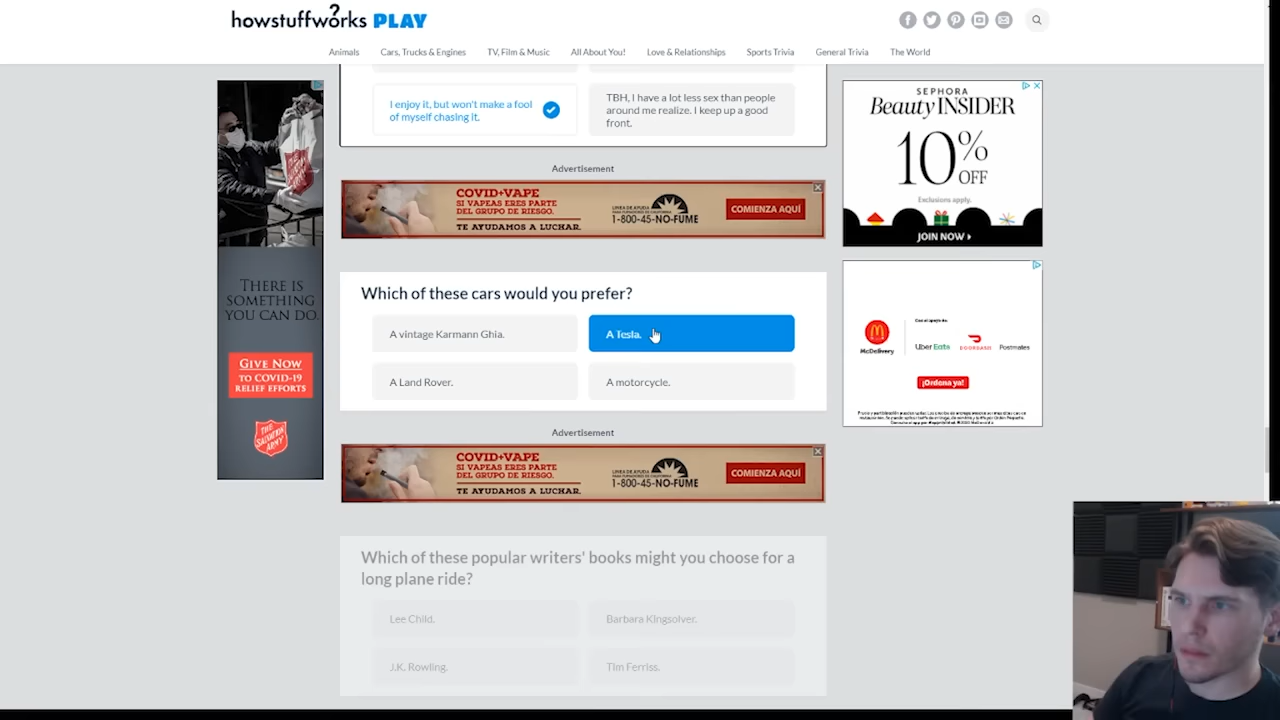 howstuffworks PLAY
Animals
Cars, Trucks & Engines
TV, Film & Music
All About You!
Love & Relationships
Sports Trivia
General Trivia
The World
I enjoy it, but won't make a fool
of myself chasing it.
TBH, I have a lot less sex than people
around me realize. I keep up a good
front.
Advertisement
COVID+VAPE
SI VAPEAS ERES PARTE
DEL GRUPO DE RIESGO.
TE AYUDAMOS A LUCHAR.
1-800-45-NO-FUME
COMIENZA AQUÍ
SEPHORA
Beauty INSIDER
10% OFF
Exclusions apply.
JOIN NOW
THERE IS
SOMETHING
YOU CAN DO.
GIVE NOW
TO COVID-19
RELIEF EFFORTS
THE
SALVATION
ARMY
Which of these cars would you prefer?
A vintage Karmann Ghia.
A Tesla.
A Land Rover.
A motorcycle.
McDelivery
Uber Eats
DOORDASH
Postmates
¡Ordena ya!
Advertisement
COVID+VAPE
SI VAPEAS ERES PARTE
DEL GRUPO DE RIESGO.
TE AYUDAMOS A LUCHAR.
1-800-45-NO-FUME
COMIENZA AQUÍ
Which of these popular writers' books might you choose for a
long plane ride?
Lee Child.
Barbara Kingsolver.
J.K. Rowling.
Tim Ferriss.